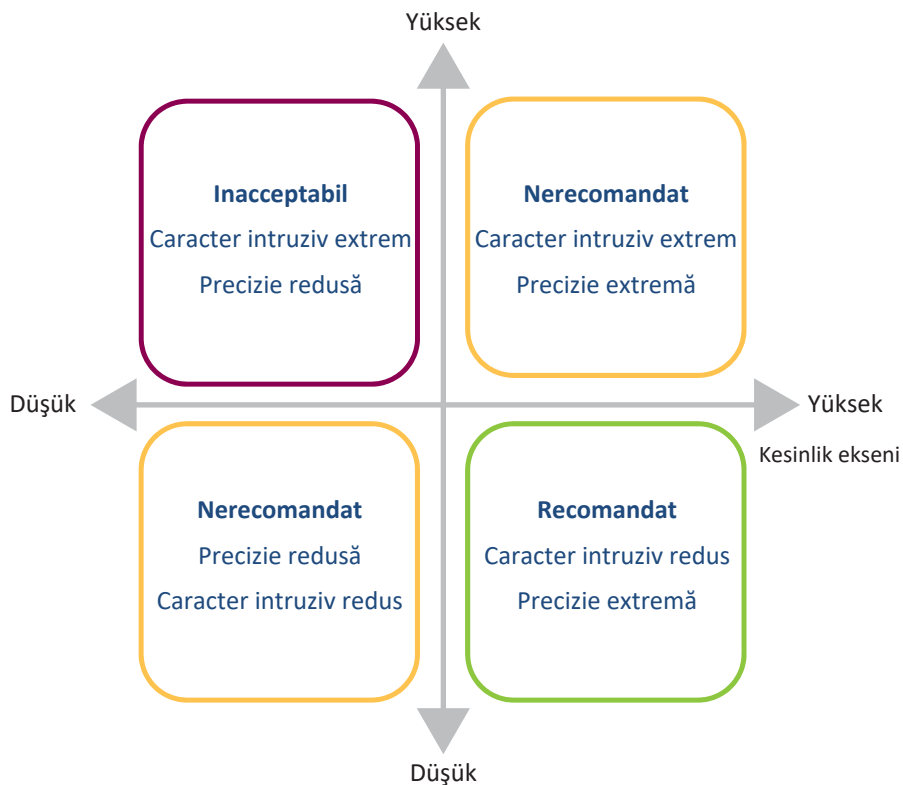 Yüksek
Inacceptabil
Caracter intruziv extrem
Precizie redusă
Nerecomandat
Caracter intruziv extrem
Precizie extremă
Düşük
Yüksek
Kesinlik ekseni
Nerecomandat
Precizie redusă
Caracter intruziv redus
Recomandat
Caracter intruziv redus
Precizie extremă
Düşük